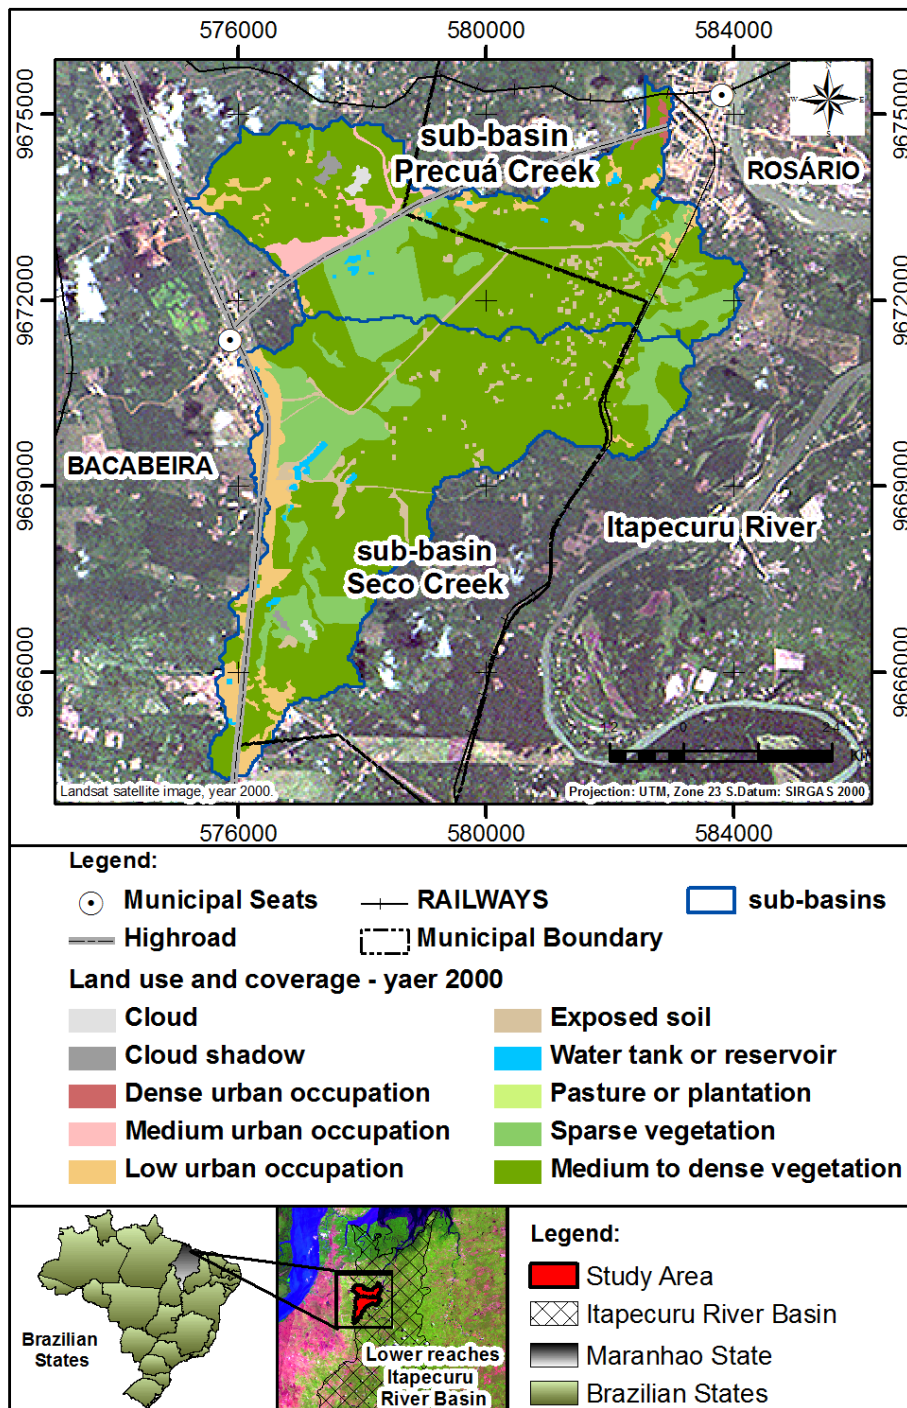 576000 580000 584000
9675000
9672000
9669000
9666000
9675000
9672000
9669000
9666000
sub-basin
Precuá Creek
ROSÁRIO
N
W E
S
BACABEIRA
Itapecuru River
sub-basin
Seco Creek
Landsat satellite image, year 2000.
Projection: UTM, Zone 23 S.Datum: SIRGAS 2000
576000 580000 584000
Legend:
Municipal Seats
RAILWAYS
sub-basins
Highroad
Municipal Boundary
Land use and coverage - yaer 2000
Cloud
Cloud shadow
Dense urban occupation
Medium urban occupation
Low urban occupation
Exposed soil
Water tank or reservoir
Pasture or plantation
Sparse vegetation
Medium to dense vegetation
Brazilian
States
Lower reaches
Itapecuru
River Basin
Legend:
Study Area
Itapecuru River Basin
Maranhao State
Brazilian States